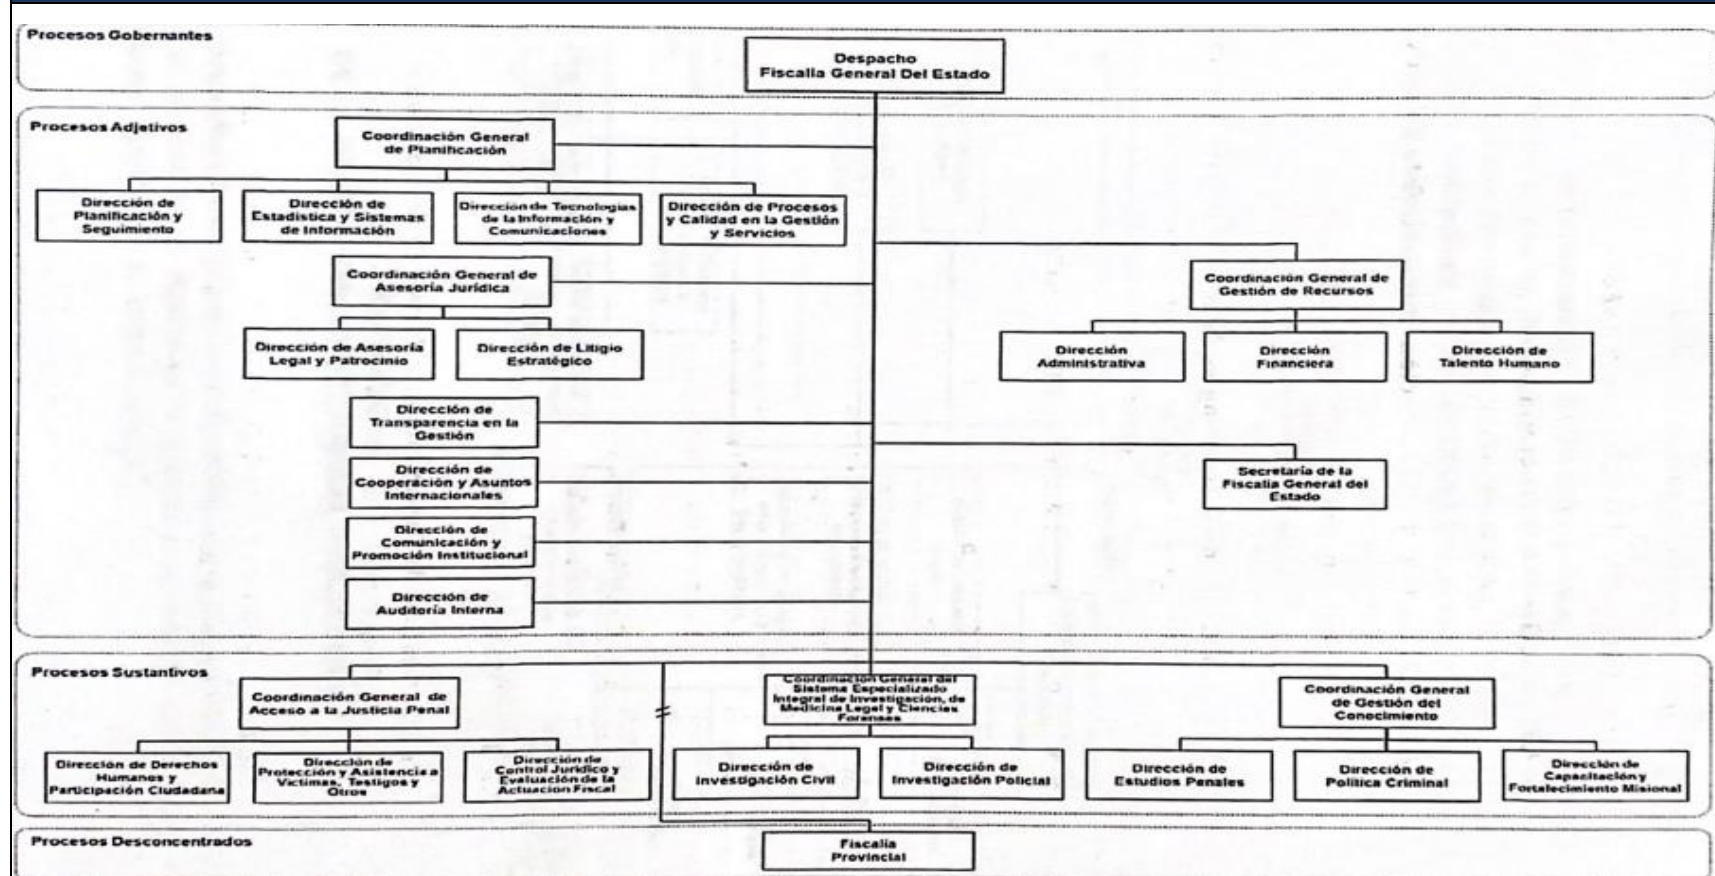 Procesos Gobernantes
Despacho
Fiscalía General Del Estado
Procesos Adjetivos
Coordinación General
de Planificación
Dirección de
Planificación y
Seguimiento
Dirección de
Estadística y Sistemas
de Información
Dirección de Tecnologías
de la Información y
Comunicaciones
Dirección de Procesos
y Calidad en la Gestión
y Servicios
Coordinación General de
Asesoría Jurídica
Coordinación General de
Gestión de Recursos
Dirección de Asesoría
Legal y Patrocinio
Dirección de Litigio
Estratégico
Dirección
Administrativa
Dirección
Financiera
Dirección de
Talento Humano
Dirección de
Transparencia en la
Gestión
Dirección de
Cooperación y Asuntos
Internacionales
Secretaría de la
Fiscalía General del
Estado
Dirección de
Comunicación y
Promoción Institucional
Dirección de
Auditoría Interna
Procesos Sustantivos
Coordinación General de
Acceso a la Justicia Penal
Coordinación General del
Sistema Especializado
Integral de Investigación, de
Medicina Legal y Ciencias
Forenses
Coordinación General
de Gestión del
Conocimiento
Dirección de Derechos
Humanos y
Participación Ciudadana
Dirección de
Protección y Asistencia a
Víctimas, Testigos y
Otros
Dirección de
Control Jurídico y
Evaluación de la
Actuación Fiscal
Dirección de
Investigación Civil
Dirección de
Investigación Policial
Dirección de
Estudios Penales
Dirección de
Política Criminal
Dirección de
Capacitación y
Fortalecimiento Misional
Procesos Desconcentrados
Fiscalía
Provincial